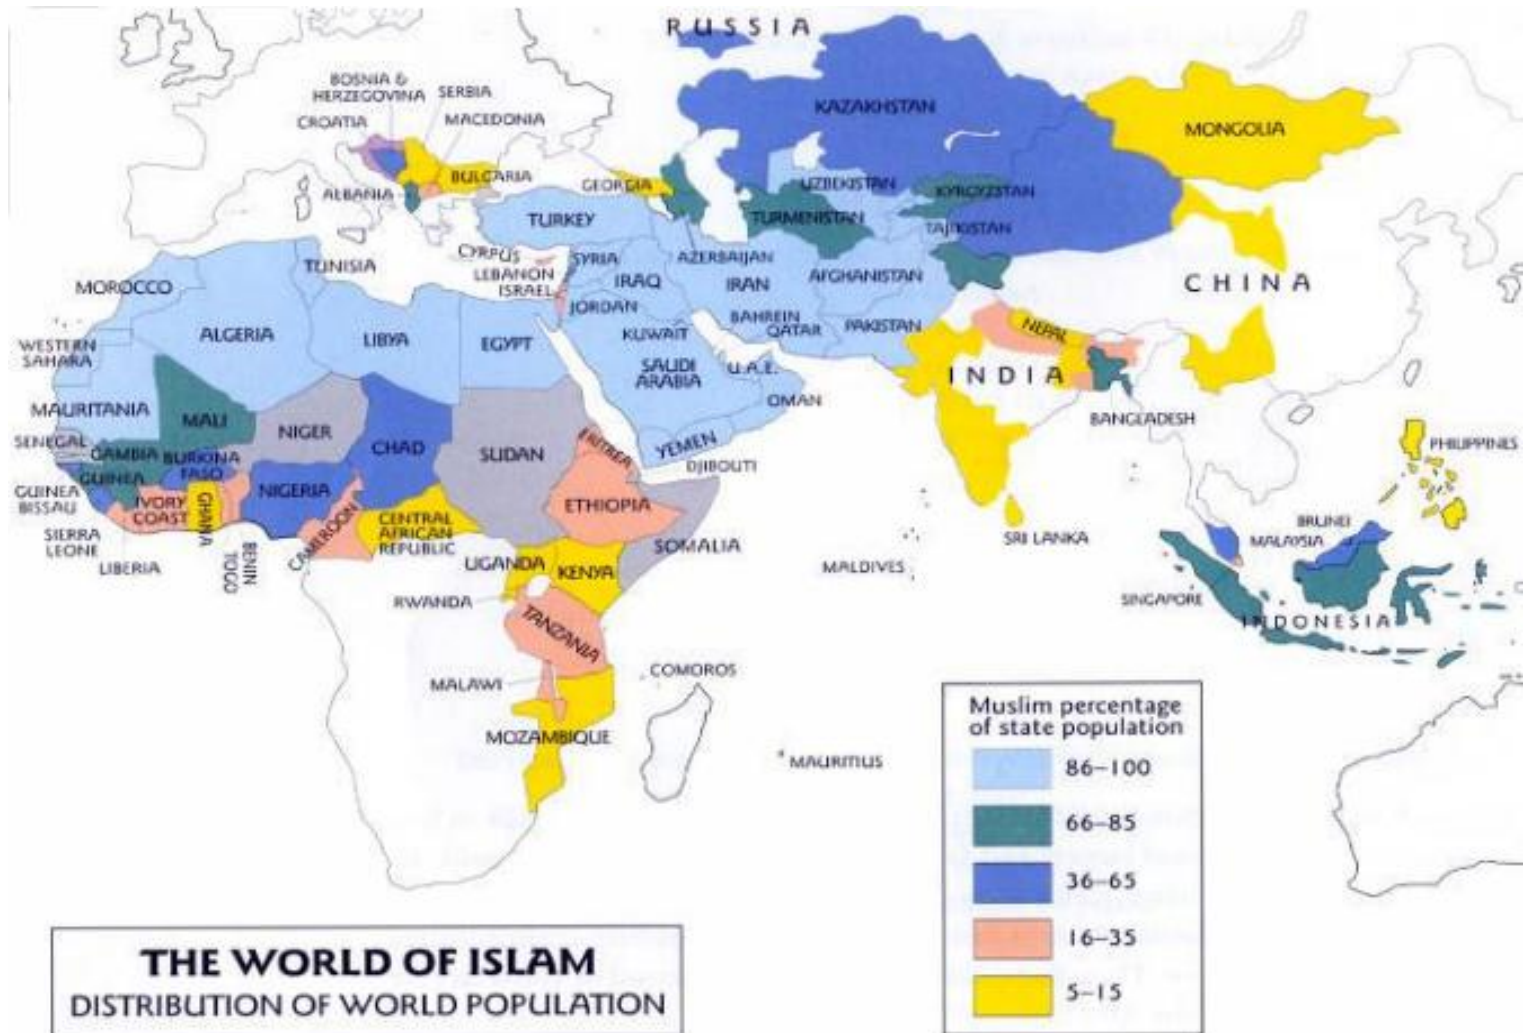 RUSSIA
BOSNIA &
HERZEGOVINA
SERBIA
CROATIA
MACEDONIA
ALBANIA
BULGARIA
GEORGIA
KAZAKHSTAN
MONGOLIA
UZBEKISTAN
KYRGYZSTAN
TURKEY
TURMENISTAN
TAJIKISTAN
CYRPUS
SYRIA
AZERBAIJAN
LEBANON
ISRAEL
IRAQ
IRAN
AFGHANISTAN
CHINA
TUNISIA
MOROCCO
JORDAN
BAHREIN
QATAR
PAKISTAN
NEPAL
ALGERIA
LIBYA
EGYPT
KUWAIT
WESTERN
SAHARA
SAUDI
ARABIA
U.A.E.
INDIA
OMAN
MAURITANIA
MALI
BANGLADESH
SENEGAL
NIGER
CHAD
SUDAN
ERITREA
YEMEN
DJIBOUTI
PHILIPPINES
GAMBIA
BURKINA
FASO
GUINEA
GUINEA
BISSAU
NIGERIA
IVORY
COAST
GHANA
ETHIOPIA
CENTRAL
AFRICAN
REPUBLIC
CAMEROON
SIERRA
LEONE
LIBERIA
TOGO
BENIN
SOMALIA
SRI LANKA
BRUNEI
MALAYSIA
UGANDA
KENYA
MALDIVES
RWANDA
SINGAPORE
INDONESIA
TANZANIA
MALAWI
COMOROS
MOZAMBIQUE
MAURITIUS
Muslim percentage
of state population
86–100
66–85
36–65
16–35
5–15
THE WORLD OF ISLAM
DISTRIBUTION OF WORLD POPULATION